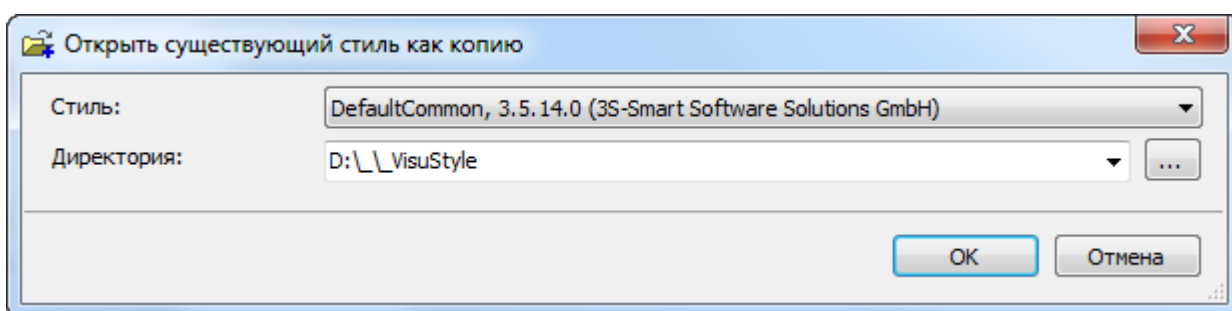 Открыть существующий стиль как копию
Стиль: DefaultCommon, 3.5.14.0 (3S-Smart Software Solutions GmbH)
Директория: D:\_\_VisuStyle ...
OK Отмена